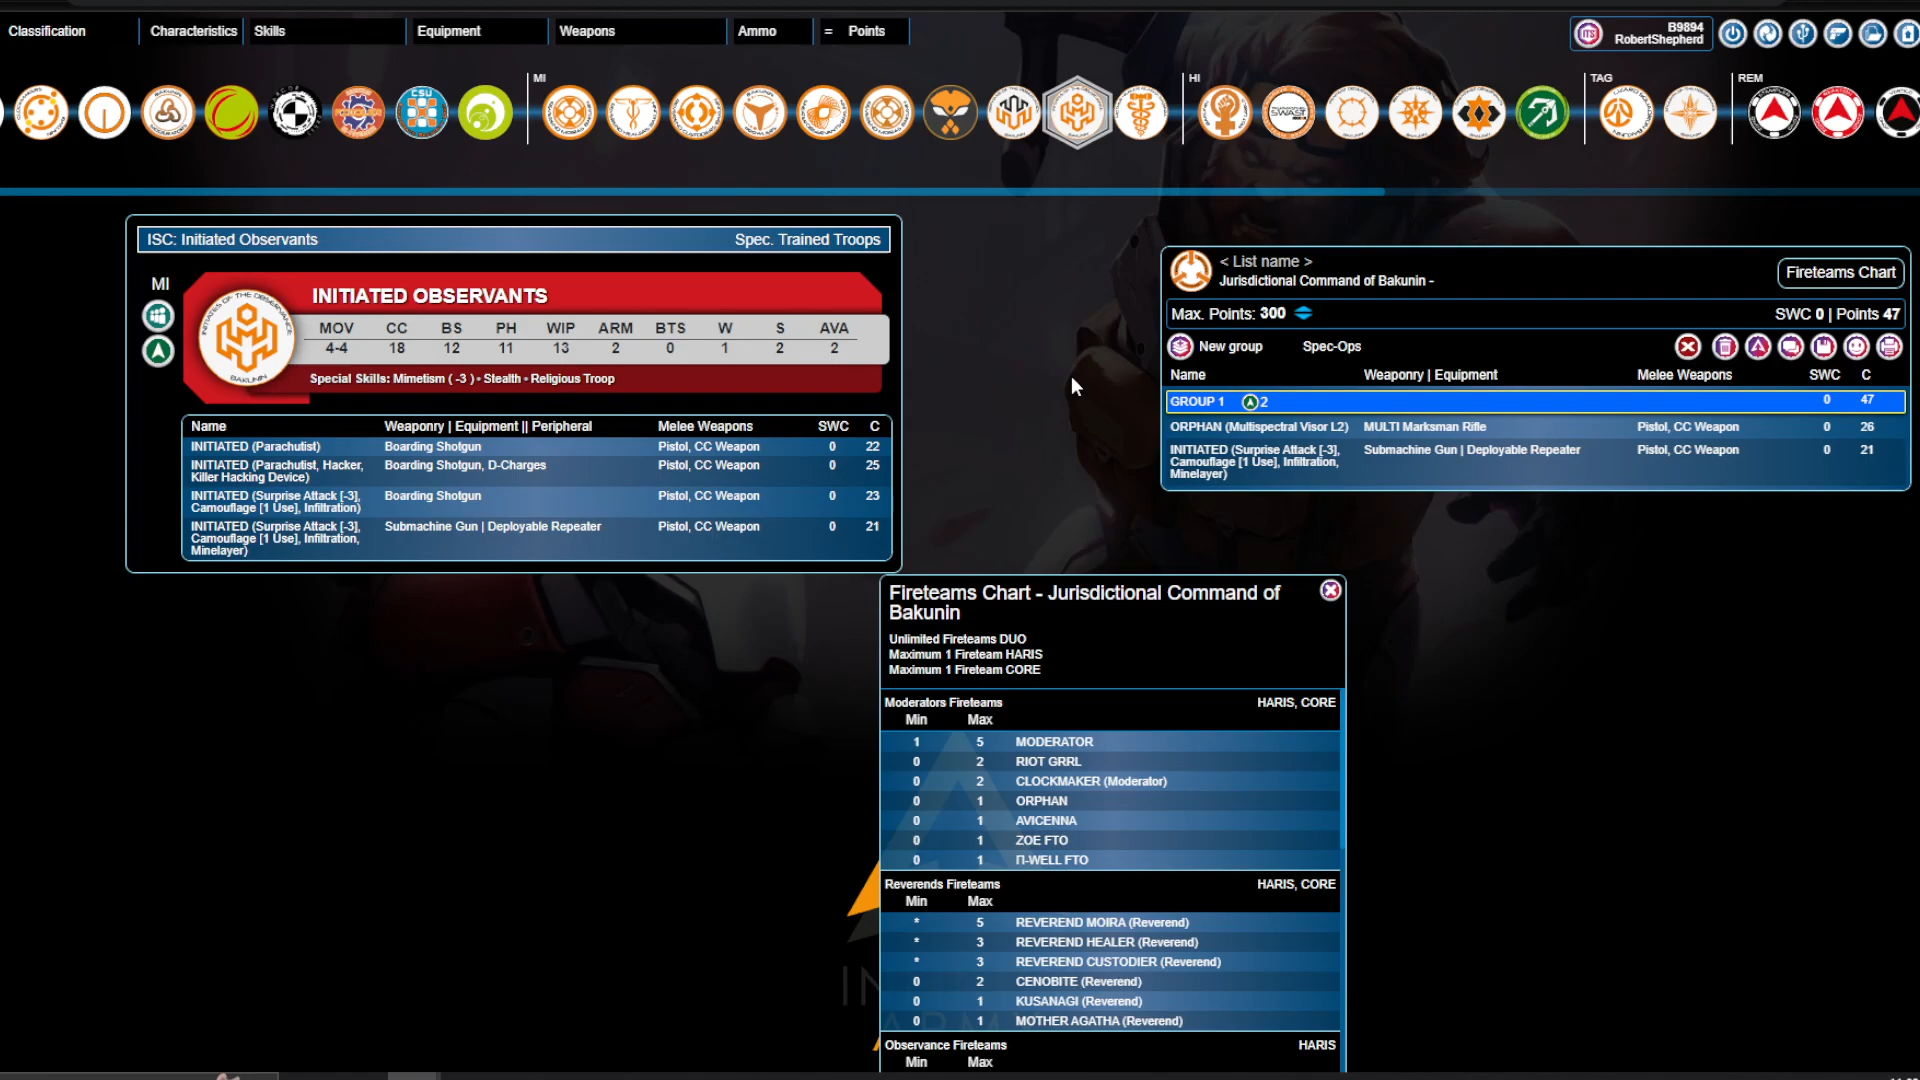 Classification Characteristics Skills Equipment Weapons Ammo = Points
B9894
RobertShepherd
MI HI TAG REM
CSU
SWAST
ISC: Initiated Observants Spec. Trained Troops
MI
INITIATED OBSERVANTS
MOV CC BS PH WIP ARM BTS W S AVA
4-4 18 12 11 13 2 0 1 2 2
Special Skills: Mimetism ( -3 ) • Stealth • Religious Troop
INITIATES OF THE OBSERVANCE
BAKUNIN
Name Weaponry | Equipment || Peripheral Melee Weapons SWC C
INITIATED (Parachutist) Boarding Shotgun Pistol, CC Weapon 0 22
INITIATED (Parachutist, Hacker, Boarding Shotgun, D-Charges Pistol, CC Weapon 0 25
Killer Hacking Device)
INITIATED (Surprise Attack [-3], Boarding Shotgun Pistol, CC Weapon 0 23
Camouflage [1 Use], Infiltration)
INITIATED (Surprise Attack [-3], Submachine Gun | Deployable Repeater Pistol, CC Weapon 0 21
Camouflage [1 Use], Infiltration,
Minelayer)
< List name >
Jurisdictional Command of Bakunin -
Fireteams Chart
Max. Points: 300 SWC 0 | Points 47
New group Spec-Ops
Name Weaponry | Equipment Melee Weapons SWC C
GROUP 1 2 0 47
ORPHAN (Multispectral Visor L2) MULTI Marksman Rifle Pistol, CC Weapon 0 26
INITIATED (Surprise Attack [-3], Submachine Gun | Deployable Repeater Pistol, CC Weapon 0 21
Camouflage [1 Use], Infiltration,
Minelayer)
Fireteams Chart - Jurisdictional Command of
Bakunin
Unlimited Fireteams DUO
Maximum 1 Fireteam HARIS
Maximum 1 Fireteam CORE
Moderators Fireteams HARIS, CORE
Min Max
1 5 MODERATOR
0 2 RIOT GRRL
0 2 CLOCKMAKER (Moderator)
0 1 ORPHAN
0 1 AVICENNA
0 1 ZOE FTO
0 1 Π-WELL FTO
Reverends Fireteams HARIS, CORE
Min Max
* 5 REVEREND MOIRA (Reverend)
* 3 REVEREND HEALER (Reverend)
* 3 REVEREND CUSTODIER (Reverend)
0 2 CENOBITE (Reverend)
0 1 KUSANAGI (Reverend)
0 1 MOTHER AGATHA (Reverend)
Observance Fireteams HARIS
Min Max